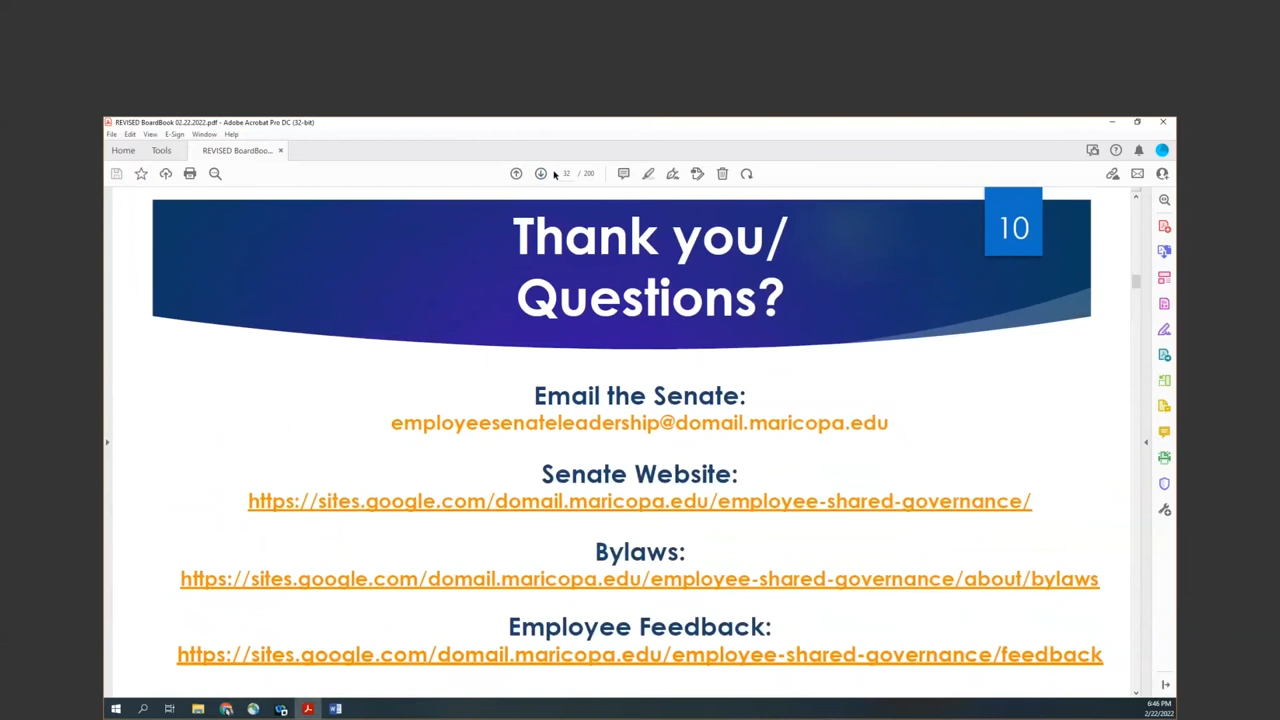 REVISED BoardBook 02.22.2022.pdf - Adobe Acrobat Pro DC (32-bit)
File Edit View E-Sign Window Help
Home Tools REVISED BoardBoo... ×
32 / 200
10
Thank you/
Questions?
Email the Senate:
employeesenateleadership@domail.maricopa.edu
Senate Website:
https://sites.google.com/domail.maricopa.edu/employee-shared-governance/
Bylaws:
https://sites.google.com/domail.maricopa.edu/employee-shared-governance/about/bylaws
Employee Feedback:
https://sites.google.com/domail.maricopa.edu/employee-shared-governance/feedback
6:46 PM
2/22/2022